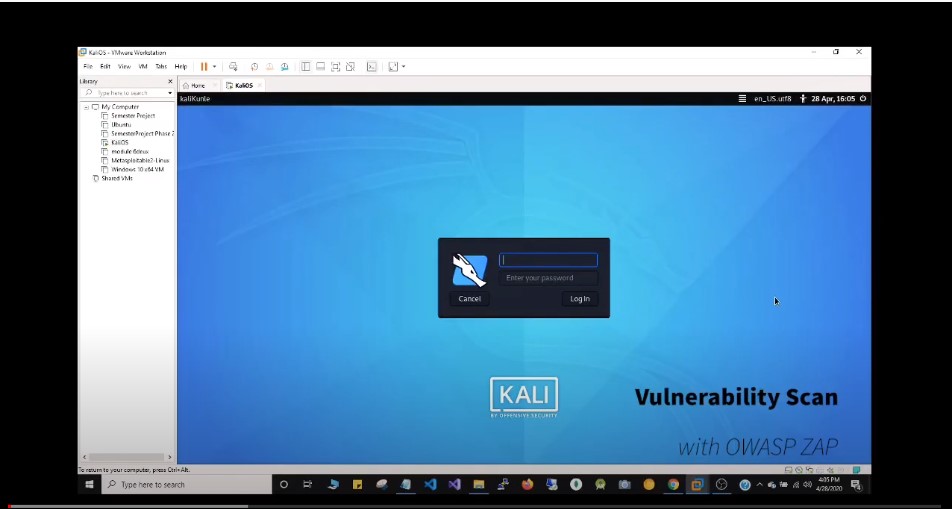 KaliOS - VMware Workstation
File Edit View VM Tabs Help
Library
Type here to search
Home
KaliOS
My Computer
Semester Project
Ubuntu
SemesterProject Phase 2
KaliOS
Metasploitable2-Linux
Windows 10 x64 VM
Shared VMs
kaliKunle
en_US.utf8
28 Apr, 16:05
Enter your password
Cancel
Log In
KALI
BY OFFENSIVE SECURITY
Vulnerability Scan
with OWASP ZAP
To return to your computer, press Ctrl+Alt.
Type here to search
4:05 PM
4/28/2020